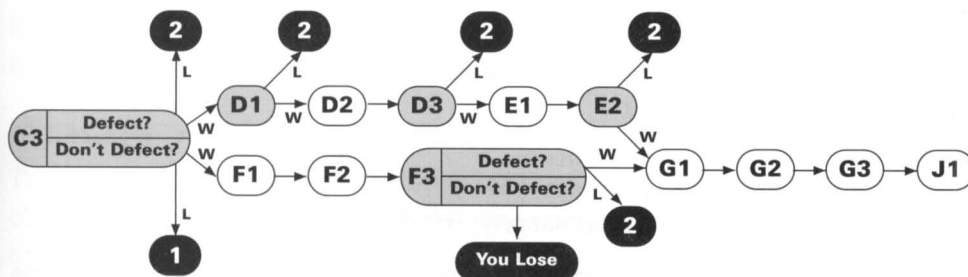 2
2
2
2
L
L
L
L
C3
Defect?
Don't Defect?
W
W
D1
W
D2
D3
W
E1
E2
W
F1
F2
F3
Defect?
Don't Defect?
W
L
G1
G2
G3
J1
L
1
2
You Lose